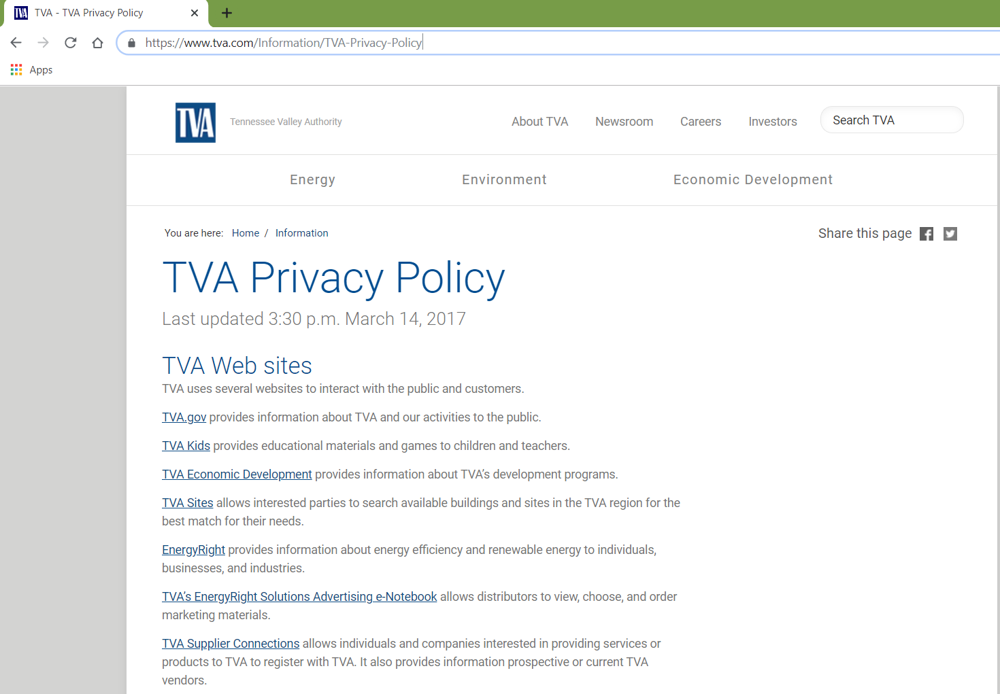 TVA TVA - TVA Privacy Policy
https://www.tva.com/Information/TVA-Privacy-Policy
Apps
TVA Tennessee Valley Authority About TVA Newsroom Careers Investors Search TVA
Energy Environment Economic Development
You are here: Home / Information Share this page
TVA Privacy Policy
Last updated 3:30 p.m. March 14, 2017
TVA Web sites
TVA uses several websites to interact with the public and customers.
TVA.gov provides information about TVA and our activities to the public.
TVA Kids provides educational materials and games to children and teachers.
TVA Economic Development provides information about TVA’s development programs.
TVA Sites allows interested parties to search available buildings and sites in the TVA region for the
best match for their needs.
EnergyRight provides information about energy efficiency and renewable energy to individuals,
businesses, and industries.
TVA’s EnergyRight Solutions Advertising e-Notebook allows distributors to view, choose, and order
marketing materials.
TVA Supplier Connections allows individuals and companies interested in providing services or
products to TVA to register with TVA. It also provides information prospective or current TVA
vendors.